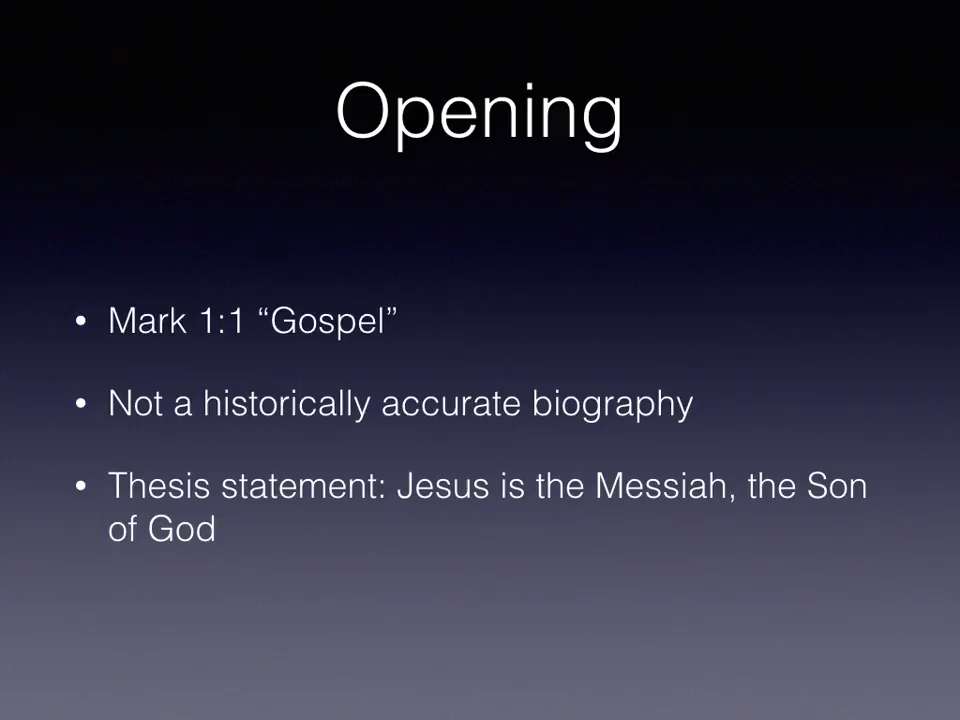 Opening
• Mark 1:1 “Gospel”
• Not a historically accurate biography
• Thesis statement: Jesus is the Messiah, the Son
of God